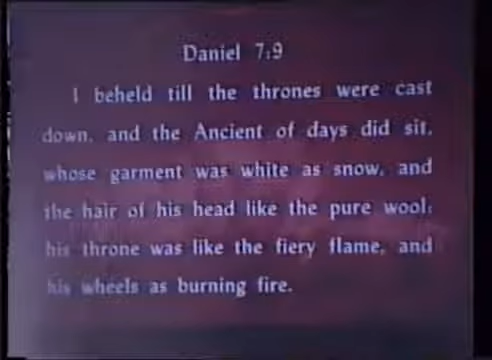 Daniel 7:9
I beheld till the thrones were cast
down, and the Ancient of days did sit,
whose garment was white as snow, and
the hair of his head like the pure wool:
his throne was like the fiery flame, and
his wheels as burning fire.